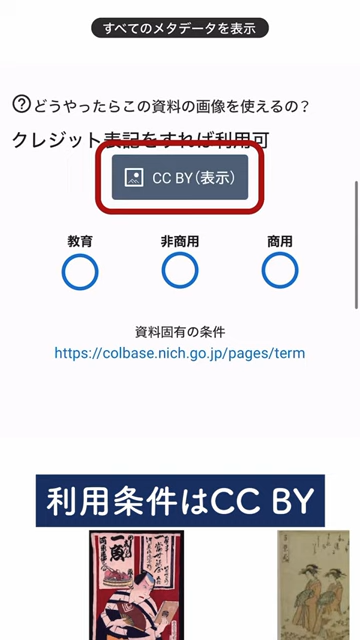 すべてのメタデータを表示
どうやったらこの資料の画像を使えるの？
クレジット表記をすれば利用可
CC BY（表示）
教育 非商用 商用
資料固有の条件
https://colbase.nich.go.jp/pages/term
利用条件はCC BY